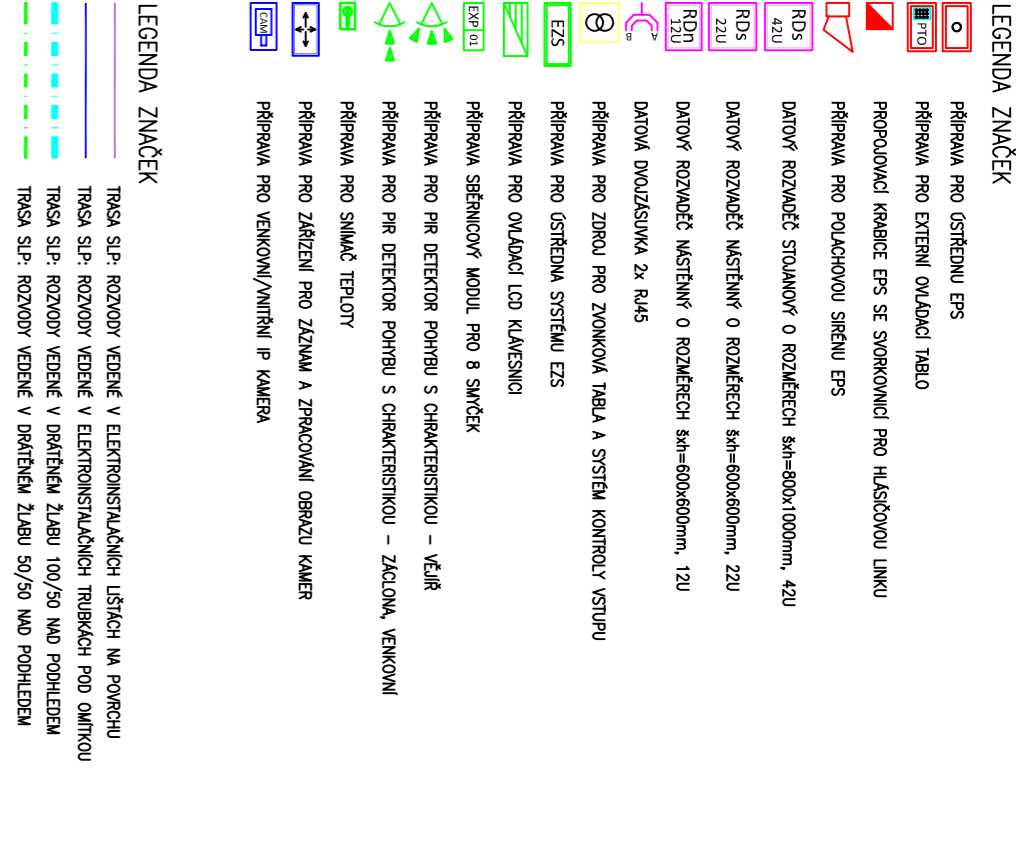 LEGENDA ZNAČEK
PŘÍPRAVA PRO ÚSTŘEDNU EPS
PTO PŘÍPRAVA PRO EXTERNÍ OVLÁDACÍ TABLO
PROPOJOVACÍ KRABICE EPS SE SVORKOVNICÍ PRO HLÁSIČOVOU LINKU
PŘÍPRAVA PRO POLACHOVOU SIRÉNU EPS
RDs 42U DATOVÝ ROZVADĚČ STOJANOVÝ O ROZMĚRECH šxh=800x1000mm, 42U
RDs 22U DATOVÝ ROZVADĚČ NÁSTĚNNÝ O ROZMĚRECH šxh=600x600mm, 22U
RDn 12U DATOVÝ ROZVADĚČ NÁSTĚNNÝ O ROZMĚRECH šxh=600x600mm, 12U
A B DATOVÁ DVOJZÁSUVKA 2x RJ45
PŘÍPRAVA PRO ZDROJ PRO ZVONKOVÁ TABLA A SYSTÉM KONTROLY VSTUPU
EZS PŘÍPRAVA PRO ÚSTŘEDNA SYSTÉMU EZS
PŘÍPRAVA PRO OVLÁDACÍ LCD KLÁVESNICI
EXP 01 PŘÍPRAVA SBĚRNICOVÝ MODUL PRO 8 SMYČEK
PŘÍPRAVA PRO PIR DETEKTOR POHYBU S CHRAKTERISTIKOU – VĚJÍŘ
PŘÍPRAVA PRO PIR DETEKTOR POHYBU S CHRAKTERISTIKOU – ZÁCLONA, VENKOVNÍ
PŘÍPRAVA PRO SNÍMAČ TEPLOTY
PŘÍPRAVA PRO ZAŘÍZENÍ PRO ZÁZNAM A ZPRACOVÁNÍ OBRAZU KAMER
CAM PŘÍPRAVA PRO VENKOVNÍ/VNITŘNÍ IP KAMERA
LEGENDA ZNAČEK
TRASA SLP: ROZVODY VEDENÉ V ELEKTROINSTALAČNÍCH LIŠTÁCH NA POVRCHU
TRASA SLP: ROZVODY VEDENÉ V ELEKTROINSTALAČNÍCH TRUBKÁCH POD OMÍTKOU
TRASA SLP: ROZVODY VEDENÉ V DRÁTĚNÉM ŽLABU 100/50 NAD PODHLEDEM
TRASA SLP: ROZVODY VEDENÉ V DRÁTĚNÉM ŽLABU 50/50 NAD PODHLEDEM